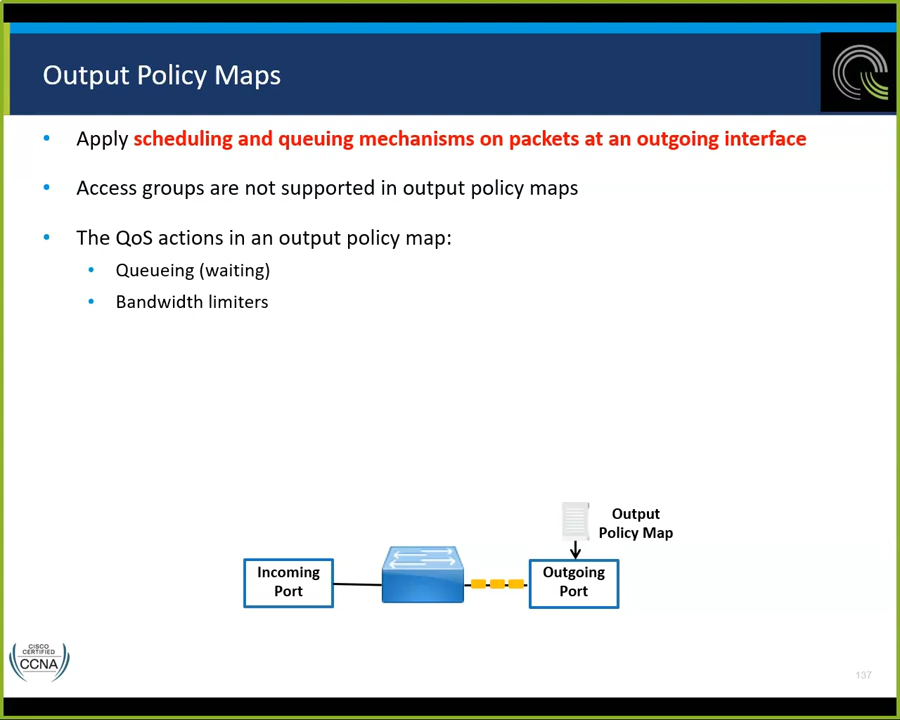 Output Policy Maps
• Apply scheduling and queuing mechanisms on packets at an outgoing interface
• Access groups are not supported in output policy maps
• The QoS actions in an output policy map:
• Queueing (waiting)
• Bandwidth limiters
Output
Policy Map
Incoming
Port
Outgoing
Port
CISCO
CERTIFIED
CCNA
137